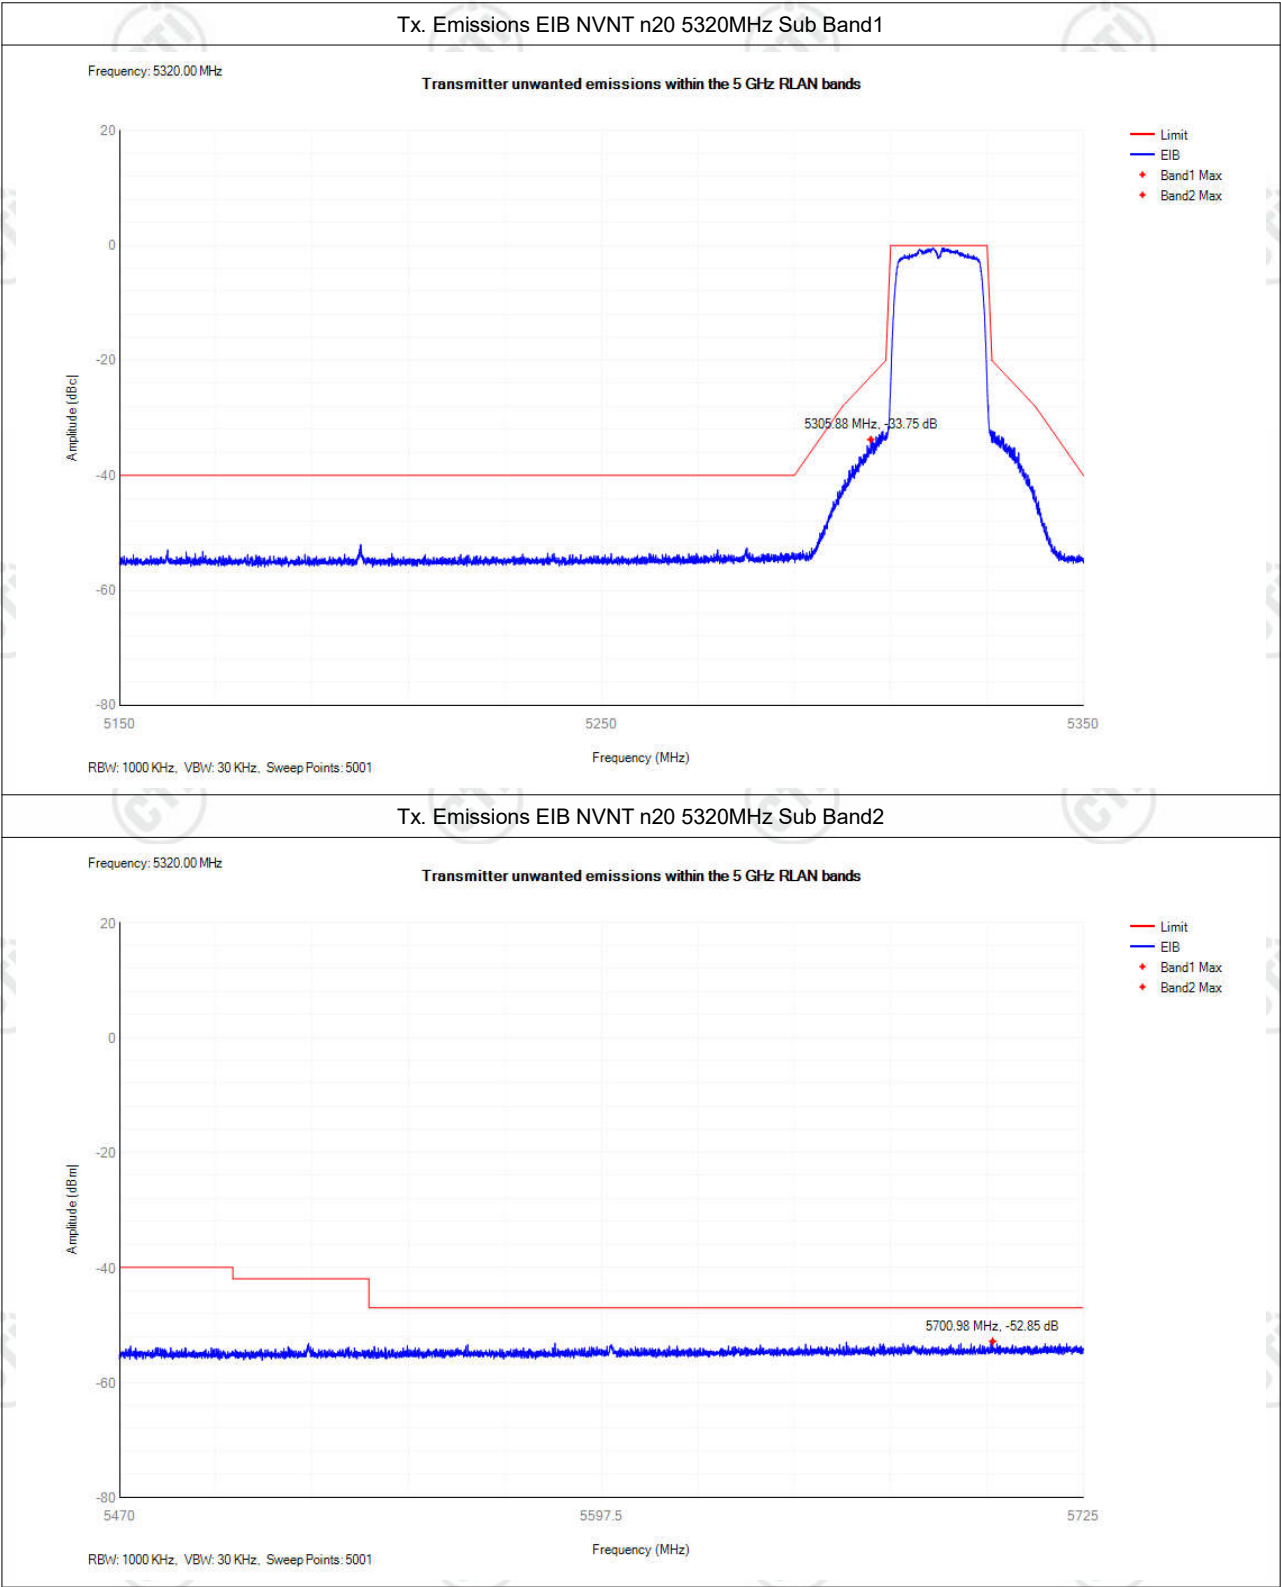 Tx. Emissions EIB NVNT n20 5320MHz Sub Band1
Frequency: 5320.00 MHz
Transmitter unwanted emissions within the 5 GHz RLAN bands
Limit
EIB
Band1 Max
Band2 Max
20
0
-20
-40
-60
-80
Amplitude [dBc]
5305.88 MHz, -33.75 dB
5150
5250
5350
Frequency (MHz)
RBW: 1000 KHz, VBW: 30 KHz, Sweep Points: 5001
Tx. Emissions EIB NVNT n20 5320MHz Sub Band2
Frequency: 5320.00 MHz
Transmitter unwanted emissions within the 5 GHz RLAN bands
Limit
EIB
Band1 Max
Band2 Max
20
0
-20
-40
-60
-80
Amplitude [dBm]
5700.98 MHz, -52.85 dB
5470
5597.5
5725
Frequency (MHz)
RBW: 1000 KHz, VBW: 30 KHz, Sweep Points: 5001